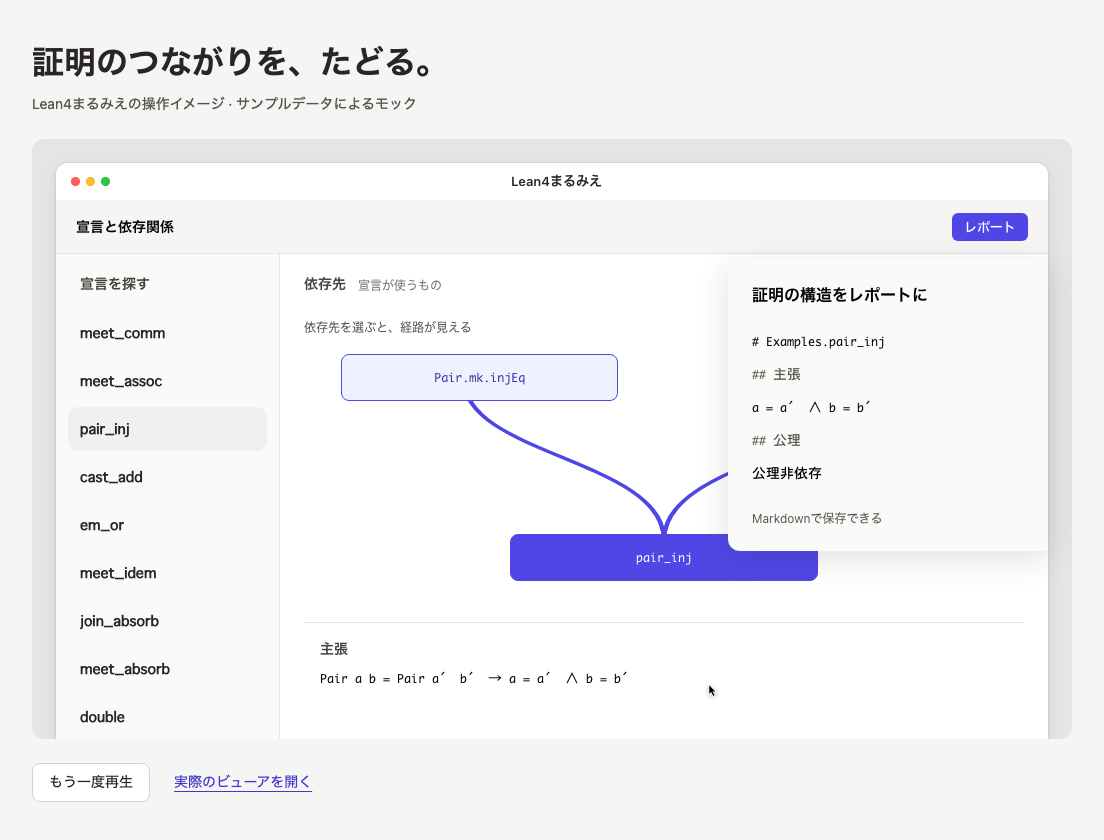 証明のつながりを、たどる。
Lean4まるみえの操作イメージ · サンプルデータによるモック
Lean4まるみえ
宣言と依存関係
レポート
宣言を探す
meet_comm
meet_assoc
pair_inj
cast_add
em_or
meet_idem
join_absorb
meet_absorb
double
依存先 宣言が使うもの
依存先を選ぶと、経路が見える
Pair.mk.injEq
pair_inj
証明の構造をレポートに
# Examples.pair_inj
## 主張
a = a′ ∧ b = b′
## 公理
公理非依存
Markdownで保存できる
主張
Pair a b = Pair a′ b′ → a = a′ ∧ b = b′
もう一度再生
実際のビューアを開く